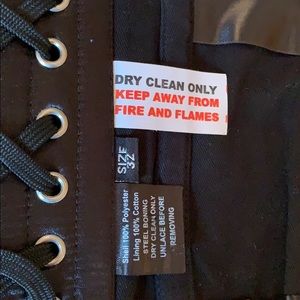 DRY CLEAN ONLY
KEEP AWAY FROM
FIRE AND FLAMES
SIZE
32
Shell 100% Polyester
Lining 100% Cotton
STEEL BONING
DRY CLEAN ONLY
UNLACE BEFORE
REMOVING